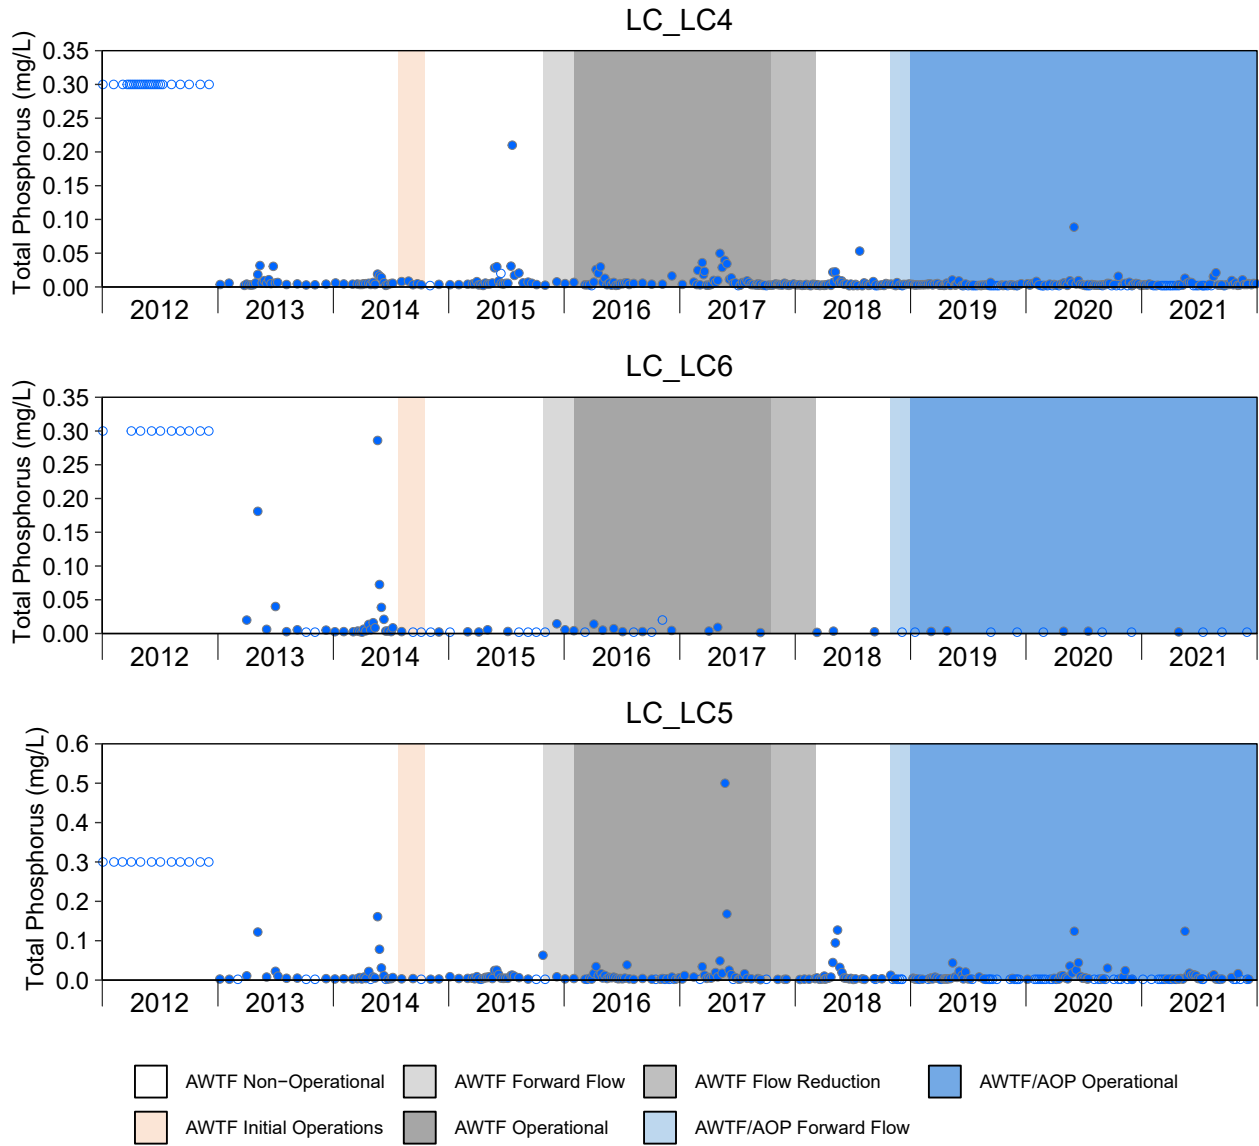 LC_LC4
Total Phosphorus (mg/L)
0.35
0.30
0.25
0.20
0.15
0.10
0.05
0.00
2012 2013 2014 2015 2016 2017 2018 2019 2020 2021
LC_LC6
Total Phosphorus (mg/L)
0.35
0.30
0.25
0.20
0.15
0.10
0.05
0.00
2012 2013 2014 2015 2016 2017 2018 2019 2020 2021
LC_LC5
Total Phosphorus (mg/L)
0.6
0.5
0.4
0.3
0.2
0.1
0.0
2012 2013 2014 2015 2016 2017 2018 2019 2020 2021
AWTF Non−Operational AWTF Forward Flow AWTF Flow Reduction AWTF/AOP Operational
AWTF Initial Operations AWTF Operational AWTF/AOP Forward Flow